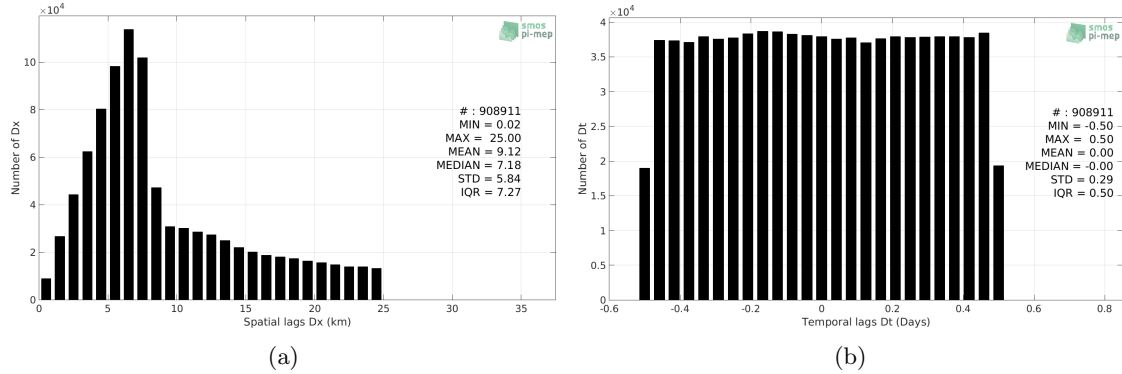 ×10⁴
10
8
6
4
2
0
Number of Dx
smos
pi-mep
# : 908911
MIN = 0.02
MAX = 25.00
MEAN = 9.12
MEDIAN = 7.18
STD = 5.84
IQR = 7.27
0 5 10 15 20 25 30 35
Spatial lags Dx (km)
(a)
×10⁴
4
3.5
3
2.5
2
1.5
1
0.5
0
Number of Dt
smos
pi-mep
# : 908911
MIN = -0.50
MAX = 0.50
MEAN = 0.00
MEDIAN = -0.00
STD = 0.29
IQR = 0.50
-0.6 -0.4 -0.2 0 0.2 0.4 0.6 0.8
Temporal lags Dt (Days)
(b)